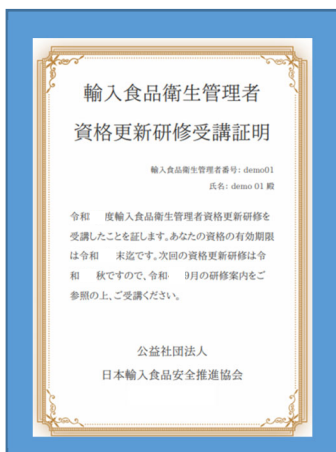 輸入食品衛生管理者
資格更新研修受講証明
輸入食品衛生管理者番号: demo01
氏名: demo 01 殿
令和 度輸入食品衛生管理者資格更新研修を
受講したことを証します。あなたの資格の有効期限
は令和 末迄です。次回の資格更新研修は令
和 秋ですので、令和 9月の研修案内をご
参照の上、ご受講ください。
公益社団法人
日本輸入食品安全推進協会